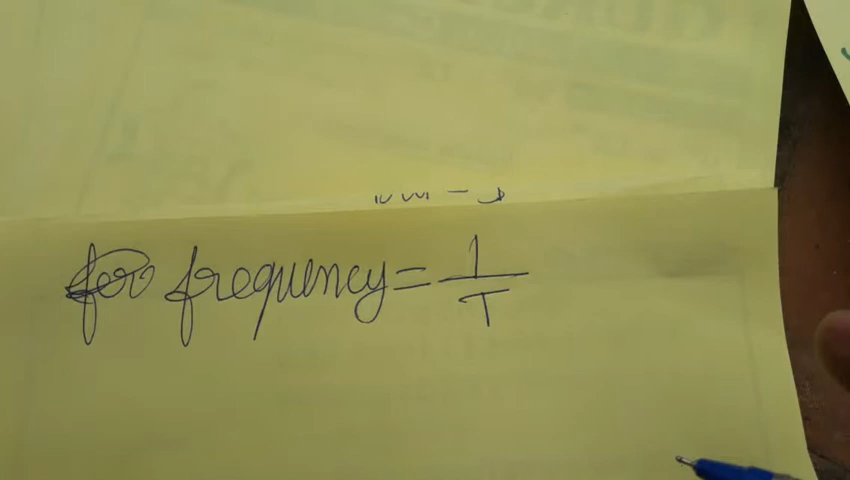 frequency = 1/T